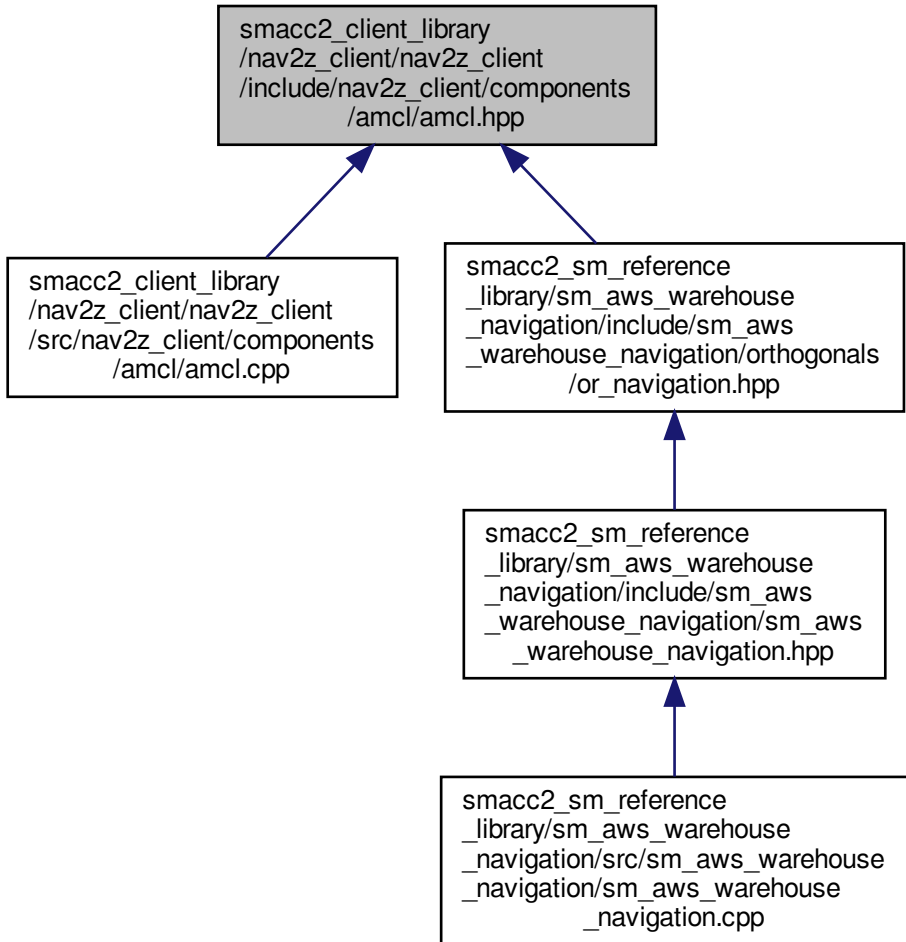 smacc2_client_library
/nav2z_client/nav2z_client
/include/nav2z_client/components
/amcl/amcl.hpp
smacc2_client_library
/nav2z_client/nav2z_client
/src/nav2z_client/components
/amcl/amcl.cpp
smacc2_sm_reference
_library/sm_aws_warehouse
_navigation/include/sm_aws
_warehouse_navigation/orthogonals
/or_navigation.hpp
smacc2_sm_reference
_library/sm_aws_warehouse
_navigation/include/sm_aws
_warehouse_navigation/sm_aws
_warehouse_navigation.hpp
smacc2_sm_reference
_library/sm_aws_warehouse
_navigation/src/sm_aws_warehouse
_navigation/sm_aws_warehouse
_navigation.cpp